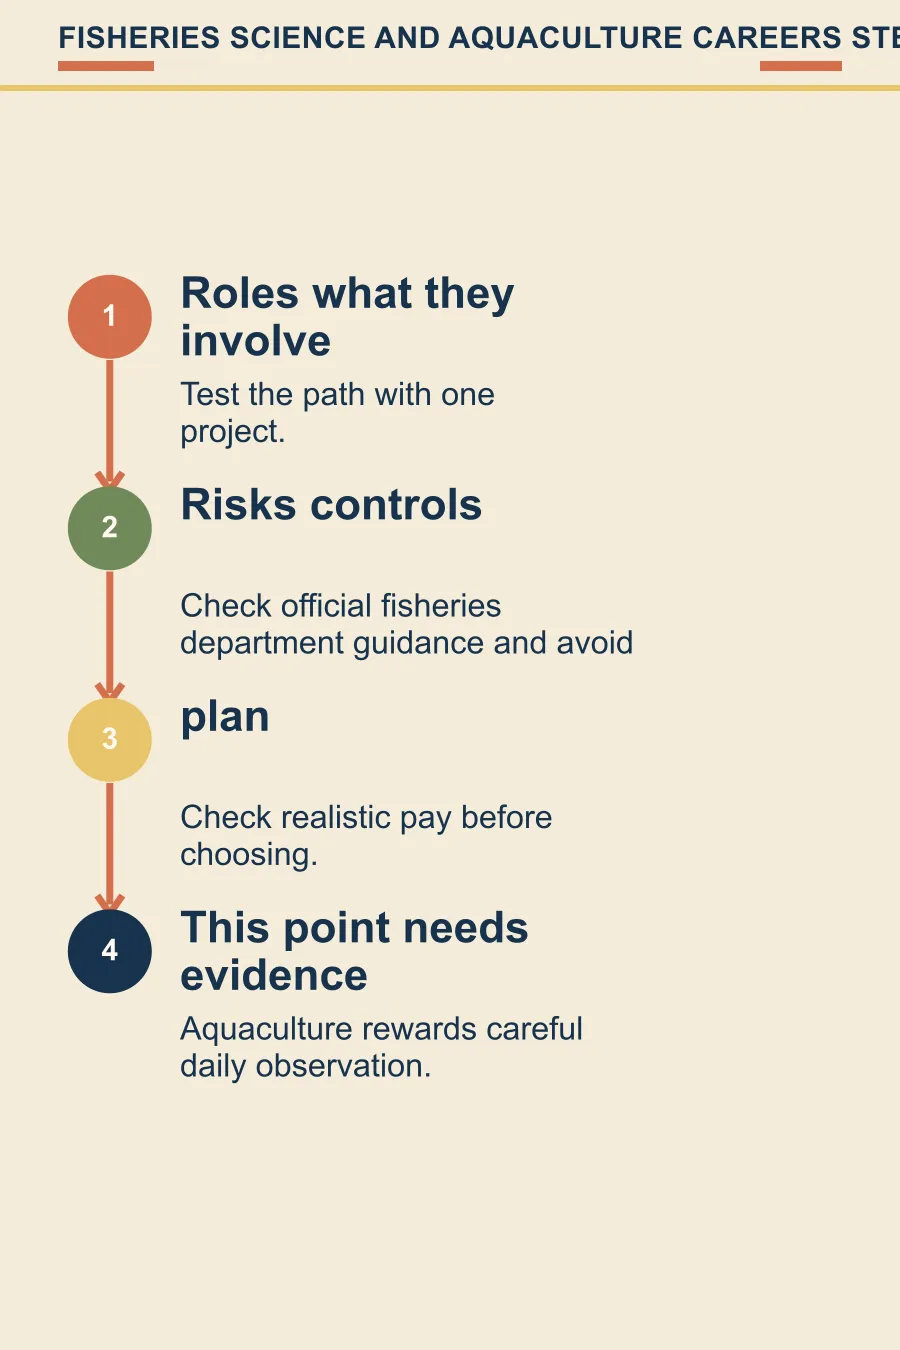 FISHERIES SCIENCE AND AQUACULTURE CAREERS STE
1
Roles what they
involve
Test the path with one
project.
2
Risks controls
Check official fisheries
department guidance and avoid
3
plan
Check realistic pay before
choosing.
4
This point needs
evidence
Aquaculture rewards careful
daily observation.